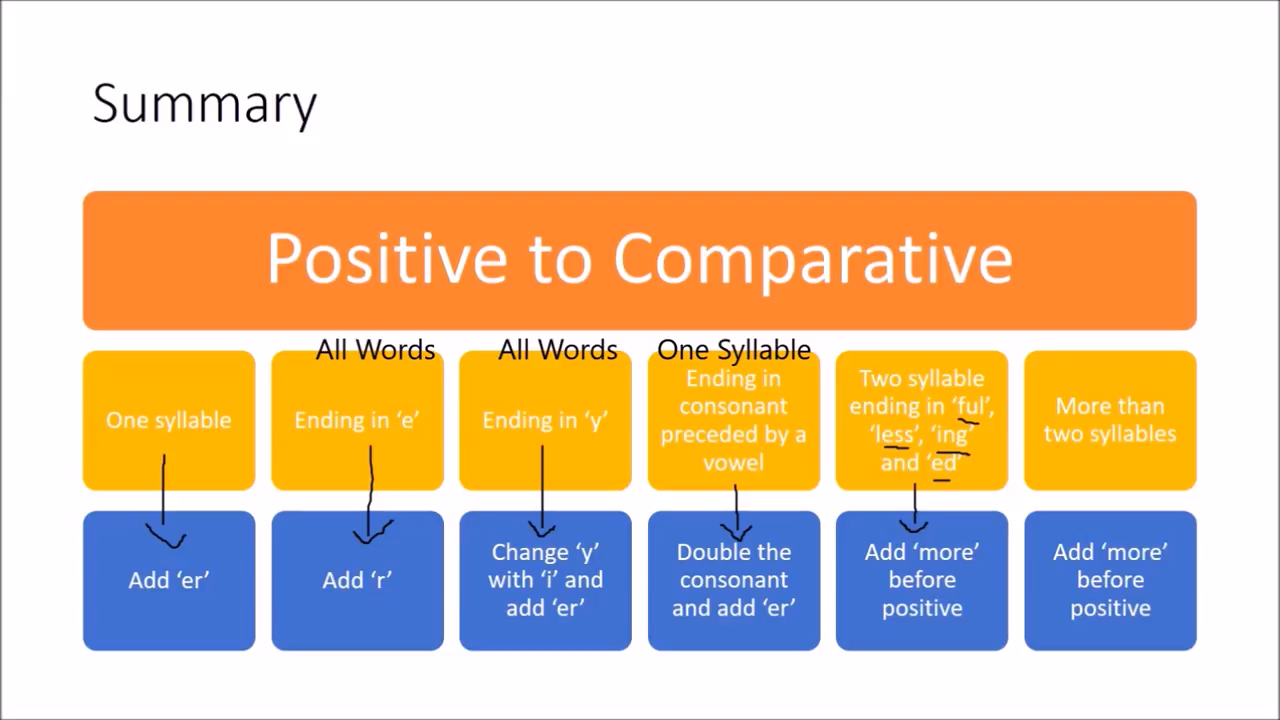 Summary
Positive to Comparative
All Words
All Words
One Syllable
One syllable
Ending in ‘e’
Ending in ‘y’
Ending in
consonant
preceded by a
vowel
Two syllable
ending in ‘ful’,
‘less’, ‘ing’
and ‘ed’
More than
two syllables
Add ‘er’
Add ‘r’
Change ‘y’
with ‘i’ and
add ‘er’
Double the
consonant
and add ‘er’
Add ‘more’
before
positive
Add ‘more’
before
positive